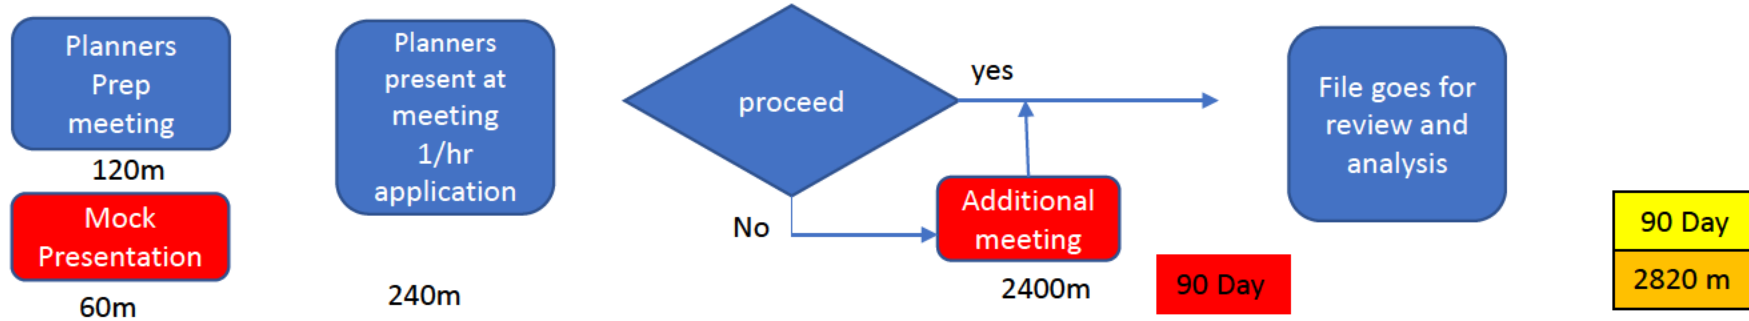 Planners
Prep
meeting
120m
Mock
Presentation
60m
Planners
present at
meeting
1/hr
application
240m
proceed
yes
No
Additional
meeting
2400m
90 Day
File goes for
review and
analysis
90 Day
2820 m